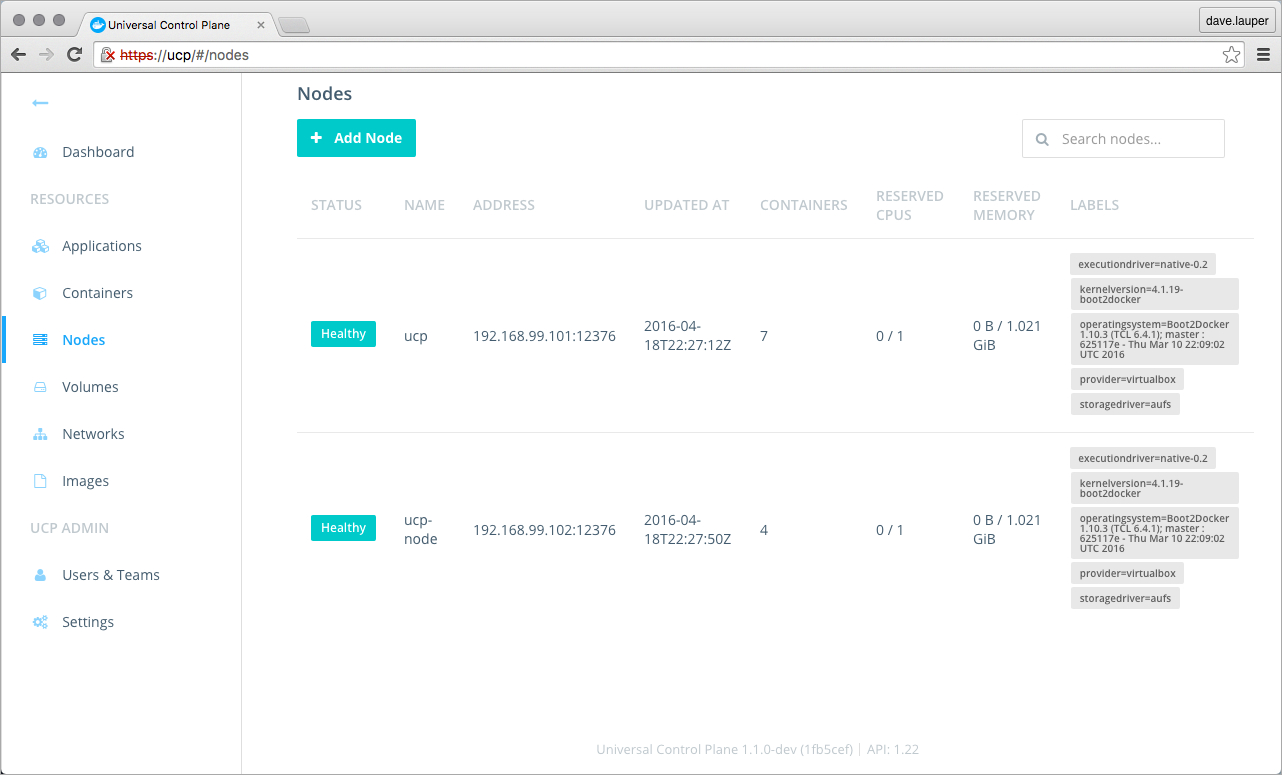 Universal Control Plane
dave.lauper
https://ucp/#/nodes
Nodes
Add Node
Search nodes...
Dashboard
RESOURCES
Applications
Containers
Nodes
Volumes
Networks
Images
UCP ADMIN
Users & Teams
Settings
STATUS NAME ADDRESS UPDATED AT CONTAINERS RESERVED CPUS RESERVED MEMORY LABELS
Healthy
ucp
192.168.99.101:12376
2016-04-
18T22:27:12Z
7
0 / 1
0 B / 1.021
GiB
executiondriver=native-0.2
kernelversion=4.1.19-
boot2docker
operatingsystem=Boot2Docker
1.10.3 (TCL 6.4.1); master :
625117e - Thu Mar 10 22:09:02
UTC 2016
provider=virtualbox
storagedriver=aufs
Healthy
ucp-
node
192.168.99.102:12376
2016-04-
18T22:27:50Z
4
0 / 1
0 B / 1.021
GiB
executiondriver=native-0.2
kernelversion=4.1.19-
boot2docker
operatingsystem=Boot2Docker
1.10.3 (TCL 6.4.1); master :
625117e - Thu Mar 10 22:09:02
UTC 2016
provider=virtualbox
storagedriver=aufs
Universal Control Plane 1.1.0-dev (1fb5cef) | API: 1.22